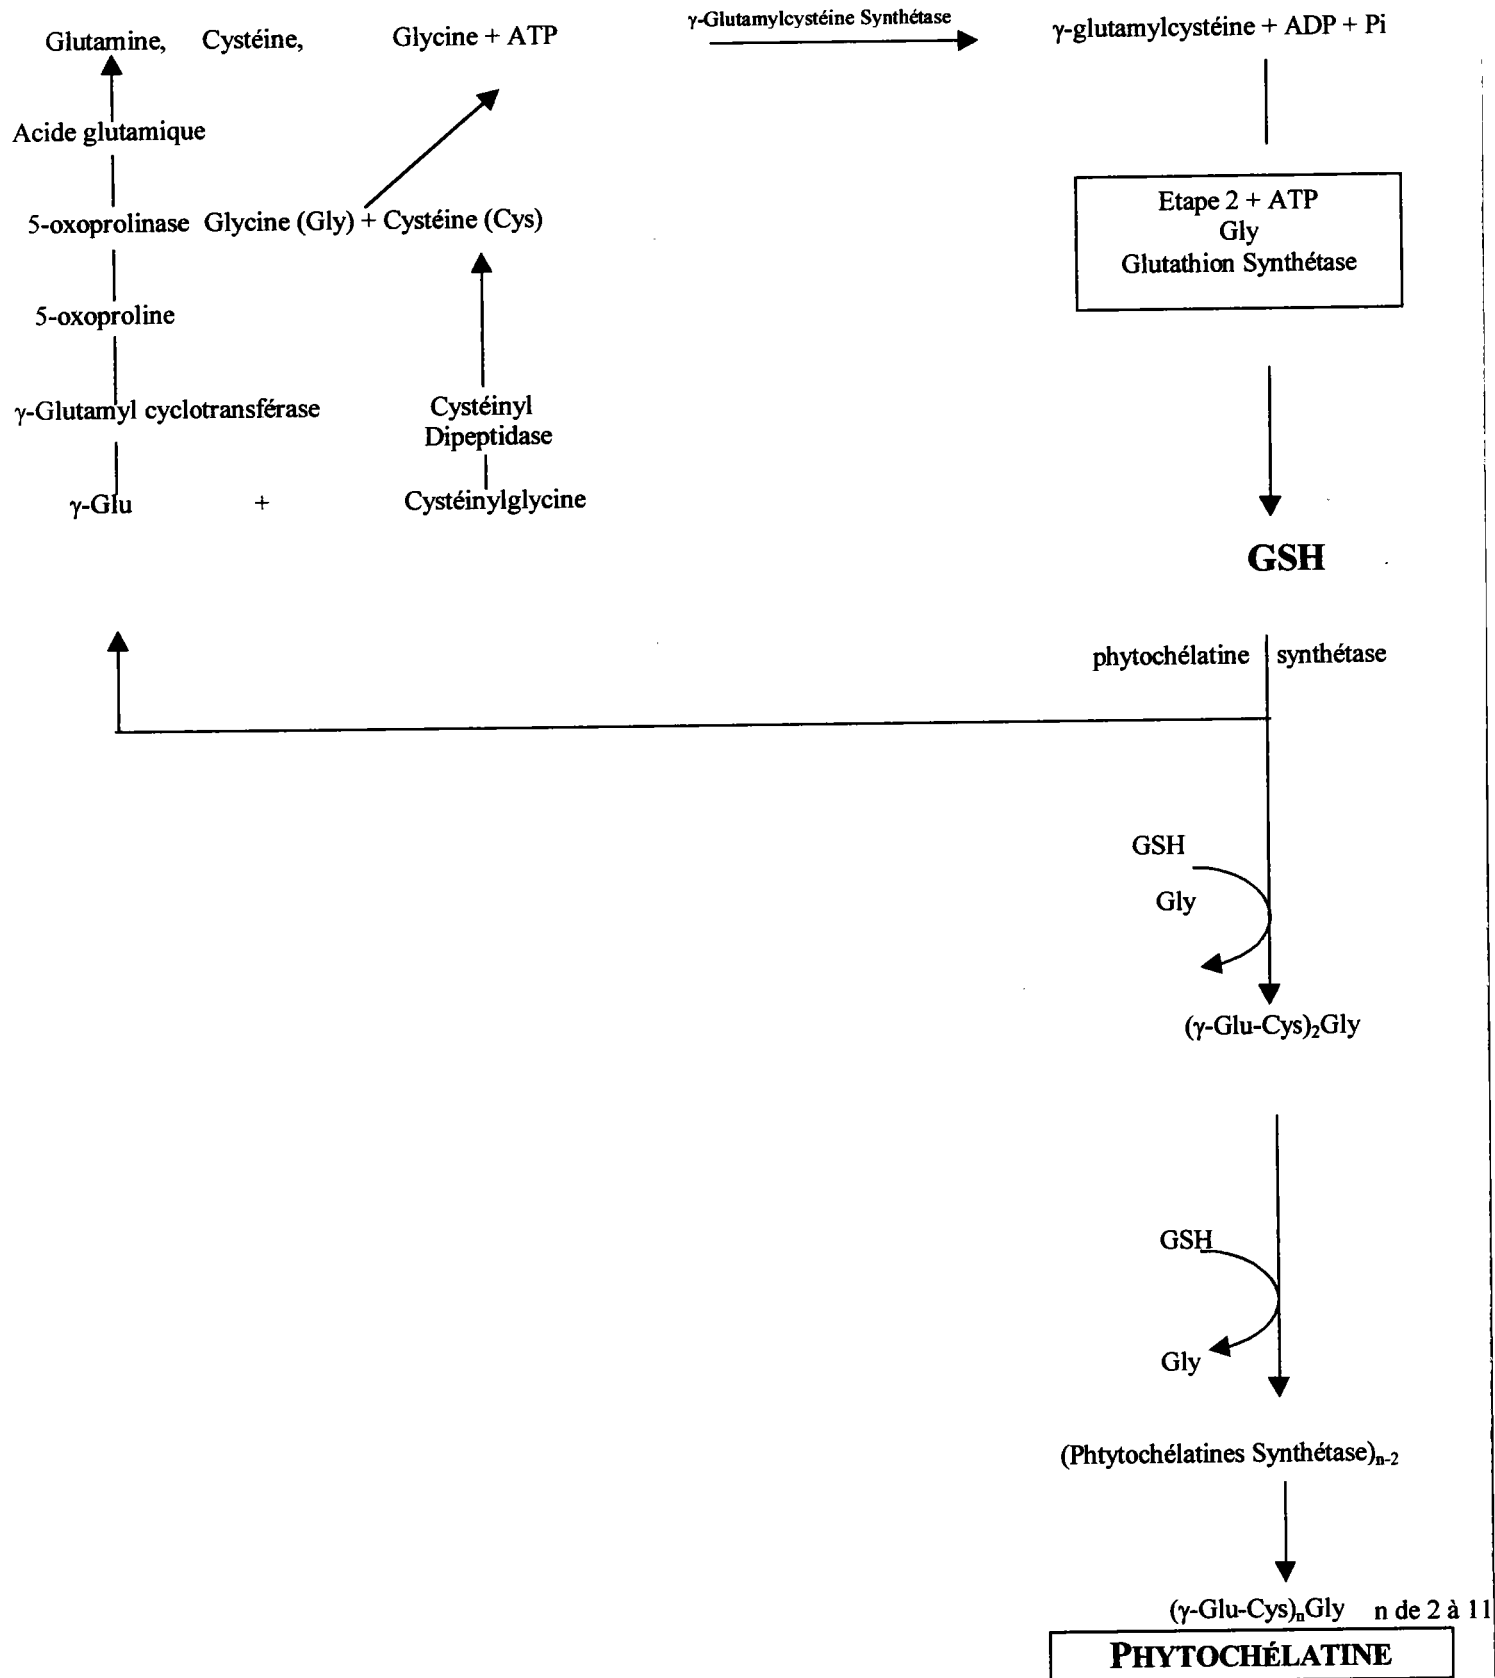 Glutamine, Cystéine, Glycine + ATP
γ-Glutamylcystéine Synthétase
γ-glutamylcystéine + ADP + Pi
Acide glutamique
5-oxoprolinase Glycine (Gly) + Cystéine (Cys)
5-oxoproline
γ-Glutamyl cyclotransférase
Cystéinyl
Dipeptidase
γ-Glu + Cystéinylglycine
Etape 2 + ATP
Gly
Glutathion Synthétase
GSH
phytochélatine synthétase
GSH
Gly
(γ-Glu-Cys)₂Gly
GSH
Gly
(Phtytochélatines Synthétase)ₙ₋₂
(γ-Glu-Cys)ₙGly n de 2 à 11
PHYTOCHÉLATINE